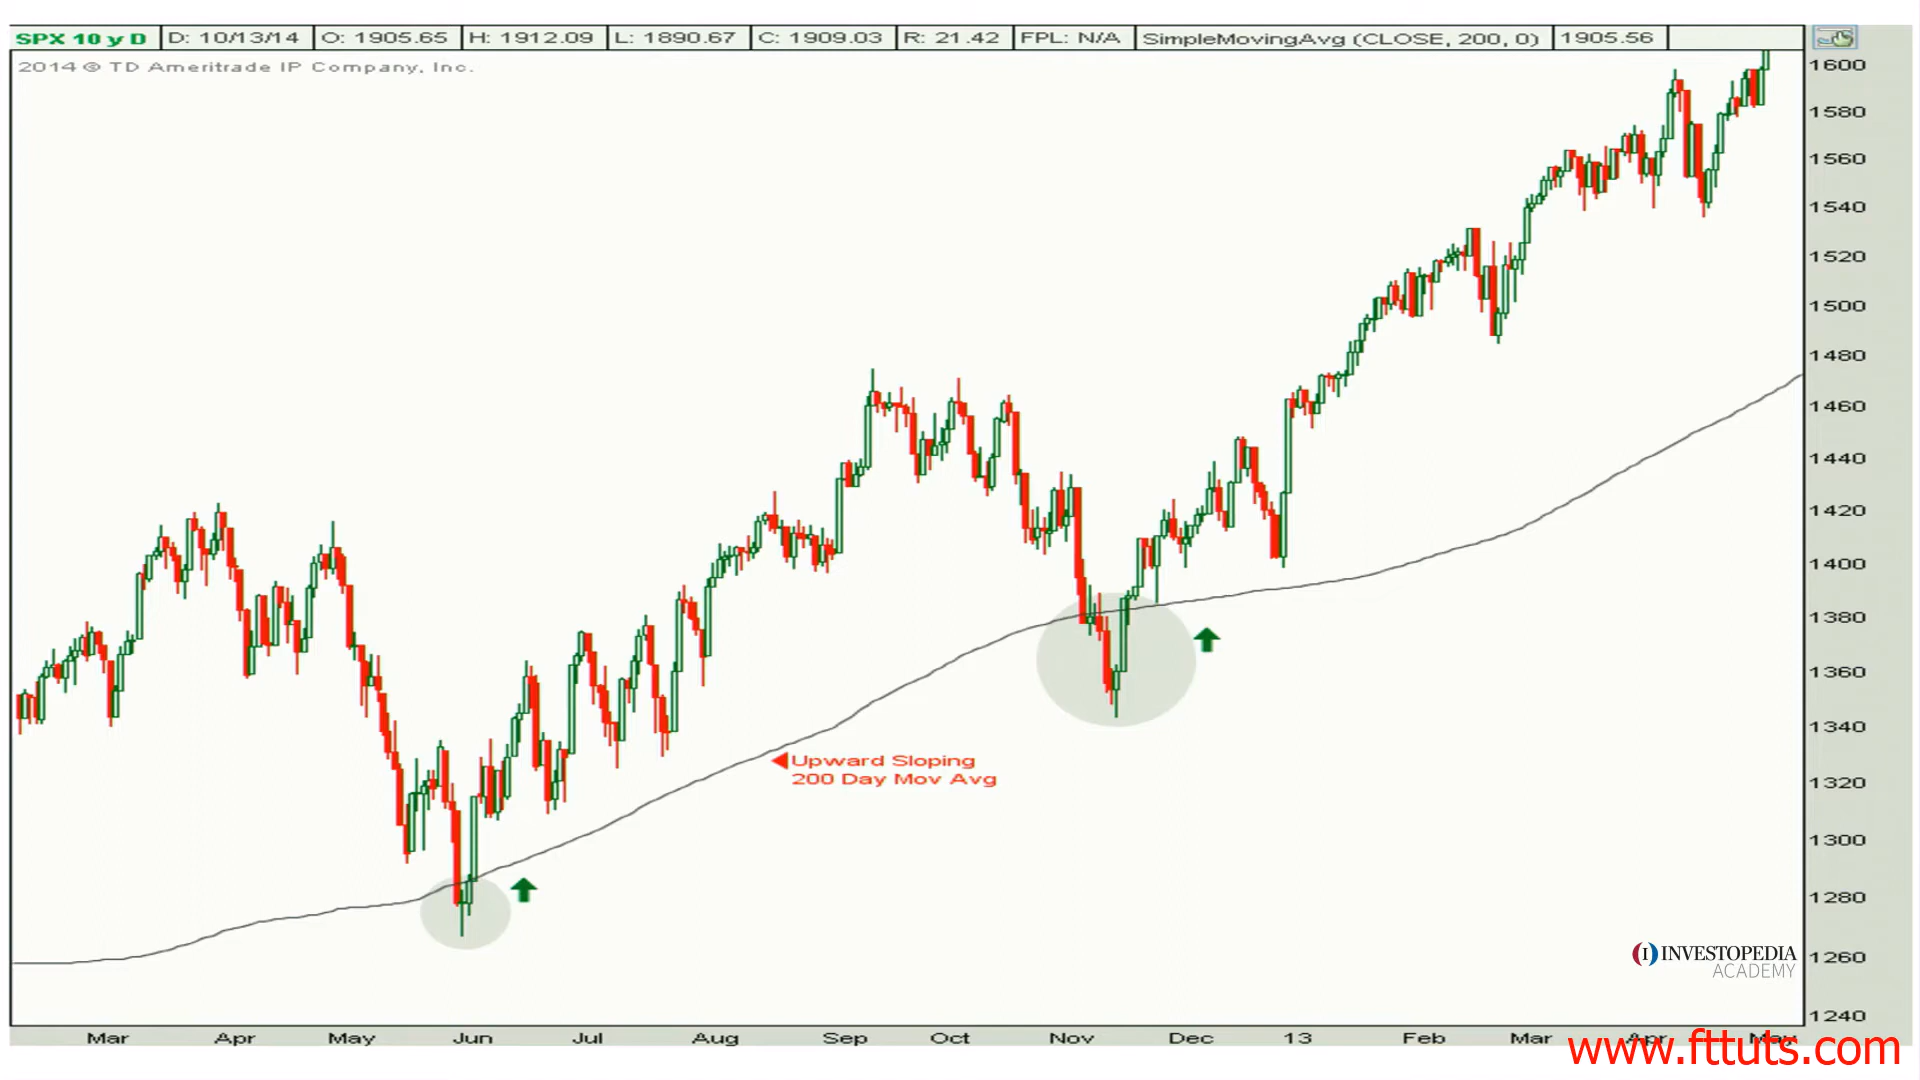 SPX 10 y D D: 10/13/14 O: 1905.65 H: 1912.09 L: 1890.67 C: 1909.03 R: 21.42 FPL: N/A SimpleMovingAvg (CLOSE, 200, 0) 1905.56
2014 © TD Ameritrade IP Company, Inc.
1600
1580
1560
1540
1520
1500
1480
1460
1440
1420
1400
1380
1360
1340
1320
1300
1280
1260
1240
Upward Sloping
200 Day Mov Avg
(I) INVESTOPEDIA
ACADEMY
Mar Apr May Jun Jul Aug Sep Oct Nov Dec 13 Feb Mar Apr May
www.fttuts.com